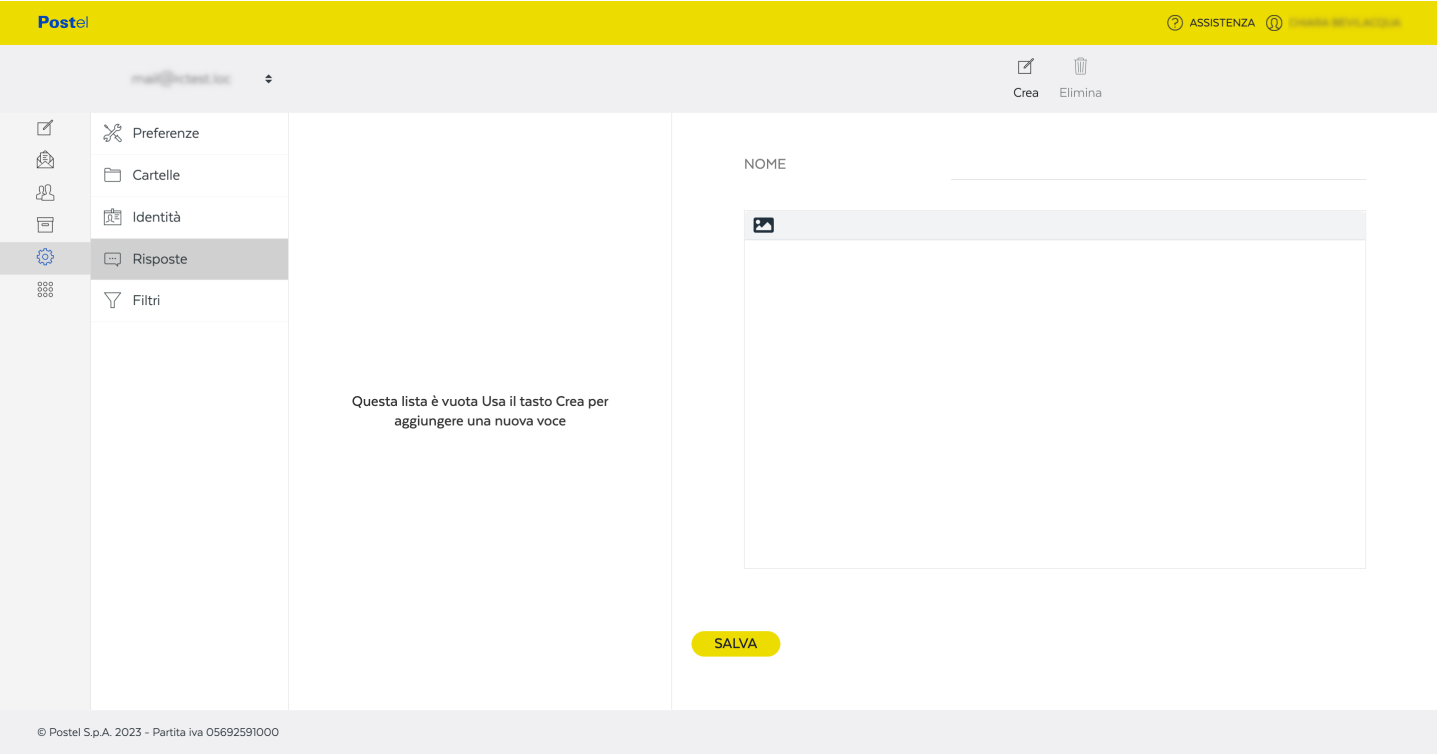 Postel
ASSISTENZA
Crea
Elimina
Preferenze
Cartelle
Identità
Risposte
Filtri
Questa lista è vuota Usa il tasto Crea per
aggiungere una nuova voce
NOME
SALVA
© Postel S.p.A. 2023 - Partita iva 05692591000